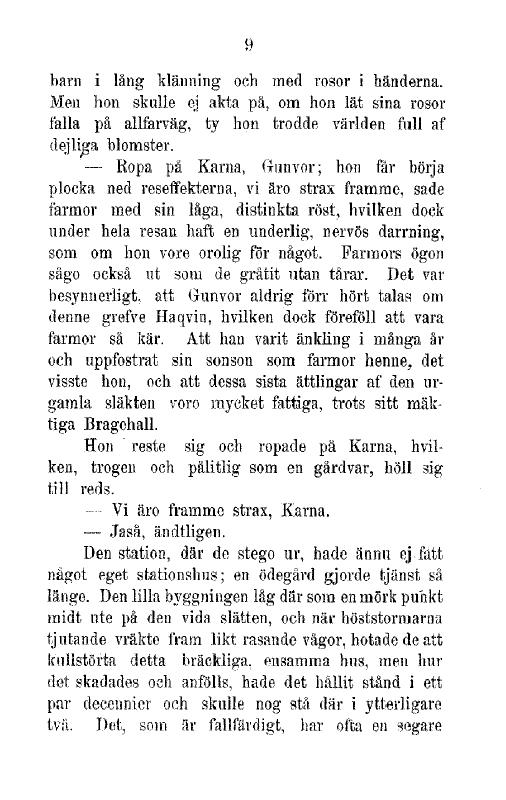 9
barn i lång klänning och med rosor i händerna.
Men hon skulle ej akta på, om hon lät sina rosor
falla på allfarväg, ty hon trodde världen full af
dejliga blomster.
— Ropa på Karna, Gunvor; hon får börja
plocka ned reseffekterna, vi äro strax framme, sade
farmor med sin låga, distinkta röst, hvilken dock
under hela resan haft en underlig, nervös darrning,
som om hon vore orolig för något. Farmors ögon
sågo också ut som de gråtit utan tårar. Det var
besynnerligt, att Gunvor aldrig förr hört talas om
denne grefve Haqvin, hvilken dock föreföll att vara
farmor så kär. Att han varit änkling i många år
och uppfostrat sin sonson som farmor henne, det
visste hon, och att dessa sista ättlingar af den ur-
gamla släkten voro mycket fattiga, trots sitt mäk-
tiga Bragehall.
Hon reste sig och ropade på Karna, hvil-
ken, trogen och pålitlig som en gårdvar, höll sig
till reds.
— Vi äro framme strax, Karna.
— Jaså, ändtligen.
Den station, där de stego ur, hade ännu ej fått
något eget stationshus; en ödegård gjorde tjänst så
länge. Den lilla byggningen låg där som en mörk punkt
midt ute på den vida slätten, och när höststormarna
tjutande vräkte fram likt rasande vågor, hotade de att
kullstörta detta bräckliga, ensamma hus, men hur
det skadades och anfölls, hade det hållit stånd i ett
par decennier och skulle nog stå där i ytterligare
två. Det, som är fallfärdigt, har ofta en segare